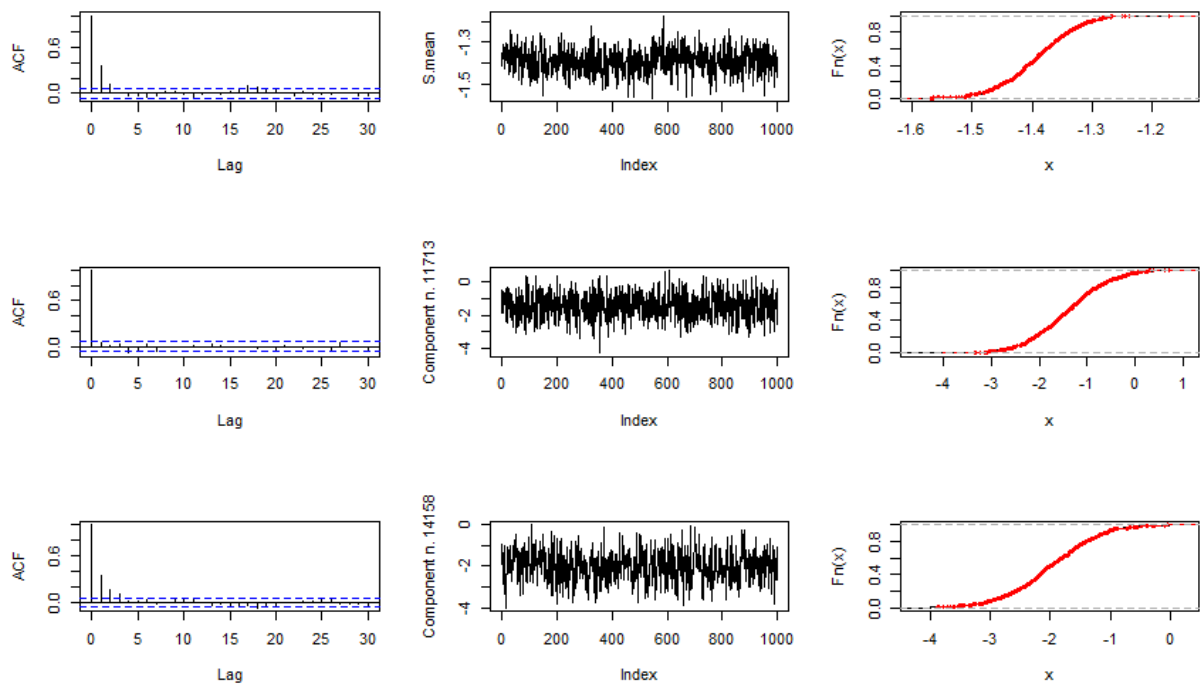 ACF
0.0 0.6
0 5 10 15 20 25 30
Lag
S.mean
-1.5 -1.3
0 200 400 600 800 1000
Index
Fn(x)
0.0 0.4 0.8
-1.6 -1.5 -1.4 -1.3 -1.2
x
ACF
0.0 0.6
0 5 10 15 20 25 30
Lag
Component n. 11713
-4 -2 0
0 200 400 600 800 1000
Index
Fn(x)
0.0 0.4 0.8
-4 -3 -2 -1 0 1
x
ACF
0.0 0.6
0 5 10 15 20 25 30
Lag
Component n. 14158
-4 -2 0
0 200 400 600 800 1000
Index
Fn(x)
0.0 0.4 0.8
-4 -3 -2 -1 0
x